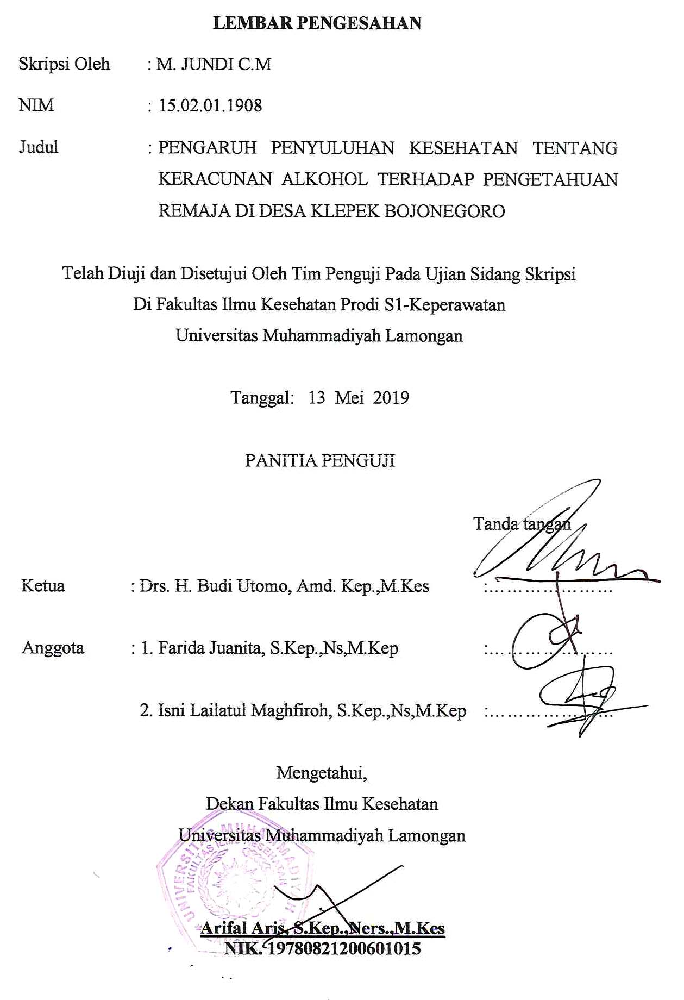 LEMBAR PENGESAHAN
Skripsi Oleh : M. JUNDI C.M
NIM : 15.02.01.1908
Judul : PENGARUH PENYULUHAN KESEHATAN TENTANG
KERACUNAN ALKOHOL TERHADAP PENGETAHUAN
REMAJA DI DESA KLEPEK BOJONEGORO
Telah Diuji dan Disetujui Oleh Tim Penguji Pada Ujian Sidang Skripsi
Di Fakultas Ilmu Kesehatan Prodi S1-Keperawatan
Universitas Muhammadiyah Lamongan
Tanggal: 13 Mei 2019
PANITIA PENGUJI
Tanda tangan
Ketua : Drs. H. Budi Utomo, Amd. Kep.,M.Kes :.....................
Anggota : 1. Farida Juanita, S.Kep.,Ns,M.Kep :.....................
2. Isni Lailatul Maghfiroh, S.Kep.,Ns,M.Kep :.....................
Mengetahui,
Dekan Fakultas Ilmu Kesehatan
Universitas Muhammadiyah Lamongan
UNIVERSITAS MUHAMMADIYAH
FAKULTAS ILMU KESEHATAN
Arifal Aris, S.Kep.,Ners.,M.Kes
NIK. 19780821200601015